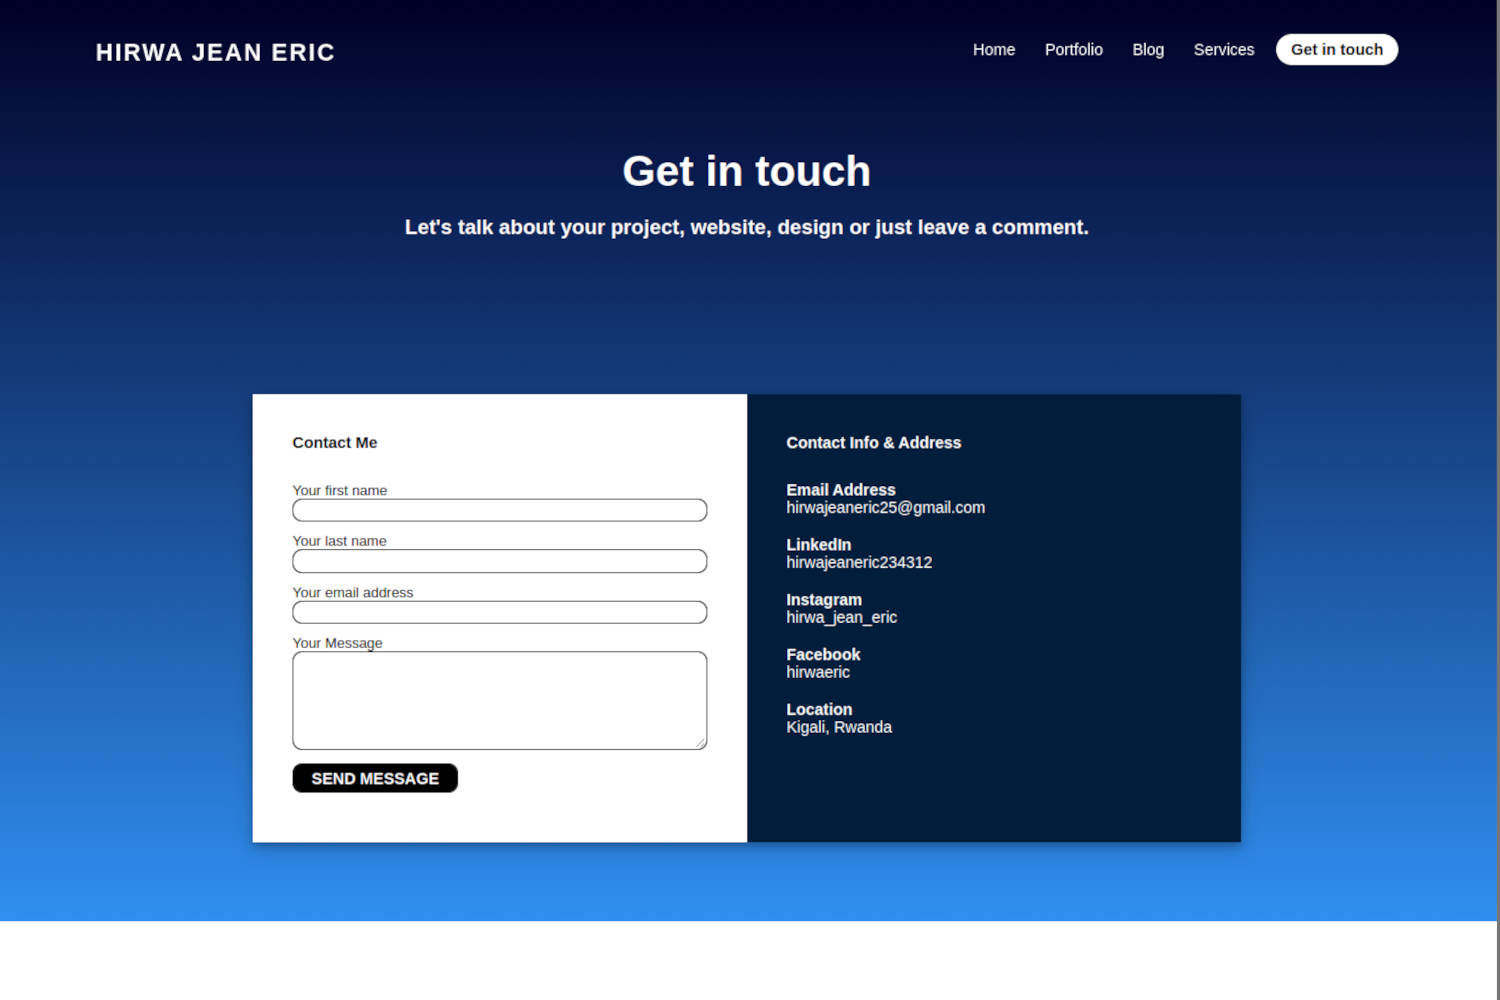 HIRWA JEAN ERIC
Home Portfolio Blog Services Get in touch
Get in touch
Let's talk about your project, website, design or just leave a comment.
Contact Me
Your first name
Your last name
Your email address
Your Message
SEND MESSAGE
Contact Info & Address
Email Address
hirwajeaneric25@gmail.com
LinkedIn
hirwajeaneric234312
Instagram
hirwa_jean_eric
Facebook
hirwaeric
Location
Kigali, Rwanda